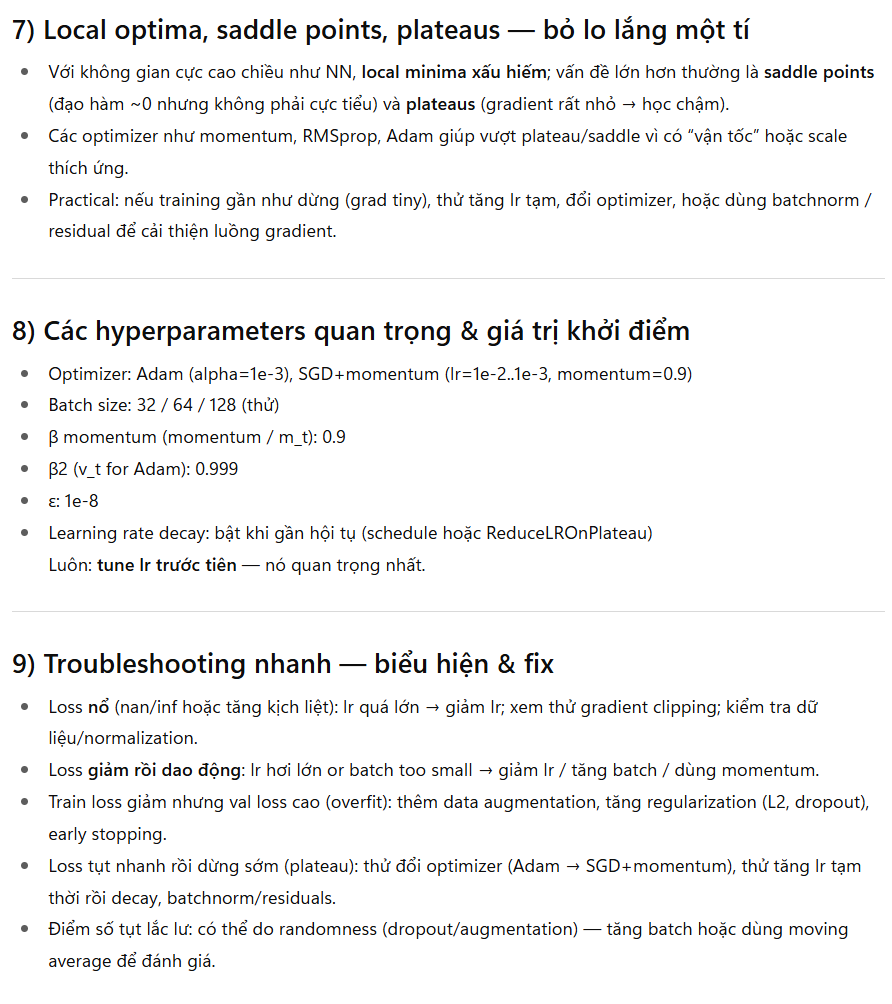 7) Local optima, saddle points, plateaus — bỏ lo lắng một tí
• Với không gian cực cao chiều như NN, local minima xấu hiếm; vấn đề lớn hơn thường là saddle points
(đạo hàm ~0 nhưng không phải cực tiểu) và plateaus (gradient rất nhỏ → học chậm).
• Các optimizer như momentum, RMSprop, Adam giúp vượt plateau/saddle vì có “vận tốc” hoặc scale
thích ứng.
• Practical: nếu training gần như dừng (grad tiny), thử tăng lr tạm, đổi optimizer, hoặc dùng batchnorm /
residual để cải thiện luồng gradient.
8) Các hyperparameters quan trọng & giá trị khởi điểm
• Optimizer: Adam (alpha=1e-3), SGD+momentum (lr=1e-2..1e-3, momentum=0.9)
• Batch size: 32 / 64 / 128 (thử)
• β momentum (momentum / m_t): 0.9
• β2 (v_t for Adam): 0.999
• ε: 1e-8
• Learning rate decay: bật khi gần hội tụ (schedule hoặc ReduceLROnPlateau)
Luôn: tune lr trước tiên — nó quan trọng nhất.
9) Troubleshooting nhanh — biểu hiện & fix
• Loss nổ (nan/inf hoặc tăng kịch liệt): lr quá lớn → giảm lr; xem thử gradient clipping; kiểm tra dữ
liệu/normalization.
• Loss giảm rồi dao động: lr hơi lớn or batch too small → giảm lr / tăng batch / dùng momentum.
• Train loss giảm nhưng val loss cao (overfit): thêm data augmentation, tăng regularization (L2, dropout),
early stopping.
• Loss tụt nhanh rồi dừng sớm (plateau): thử đổi optimizer (Adam → SGD+momentum), thử tăng lr tạm
thời rồi decay, batchnorm/residuals.
• Điểm số tụt lắc lư: có thể do randomness (dropout/augmentation) — tăng batch hoặc dùng moving
average để đánh giá.